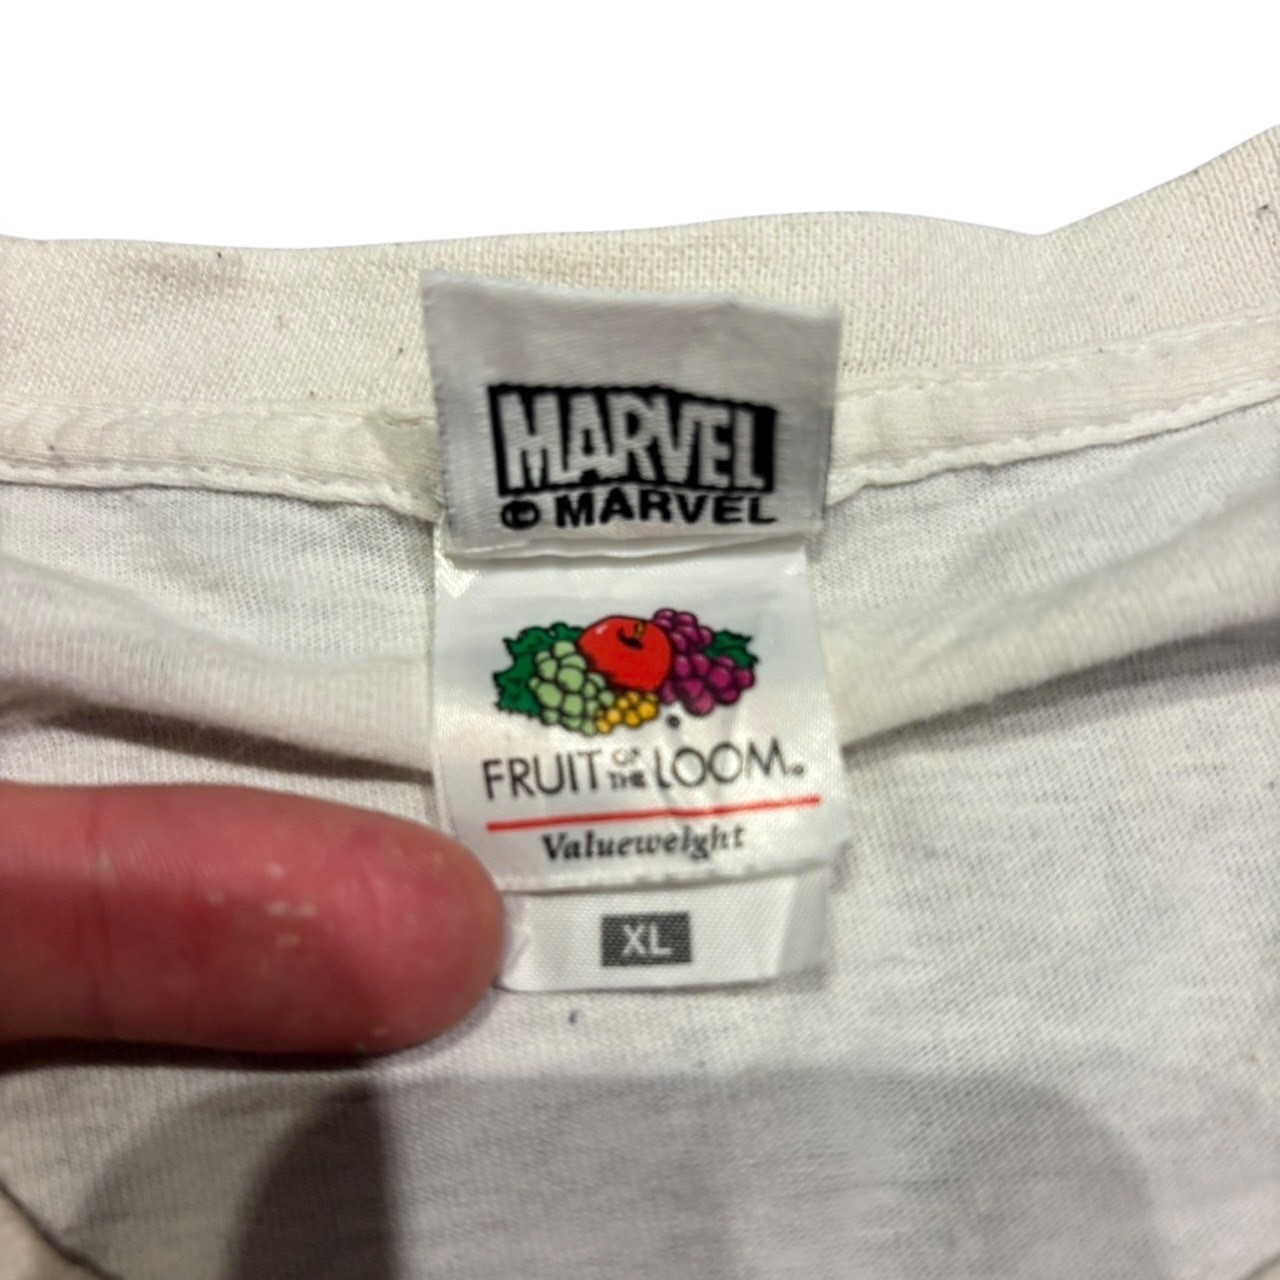 MARVEL
© MARVEL
FRUIT OF THE LOOM®
Valueweight
XL